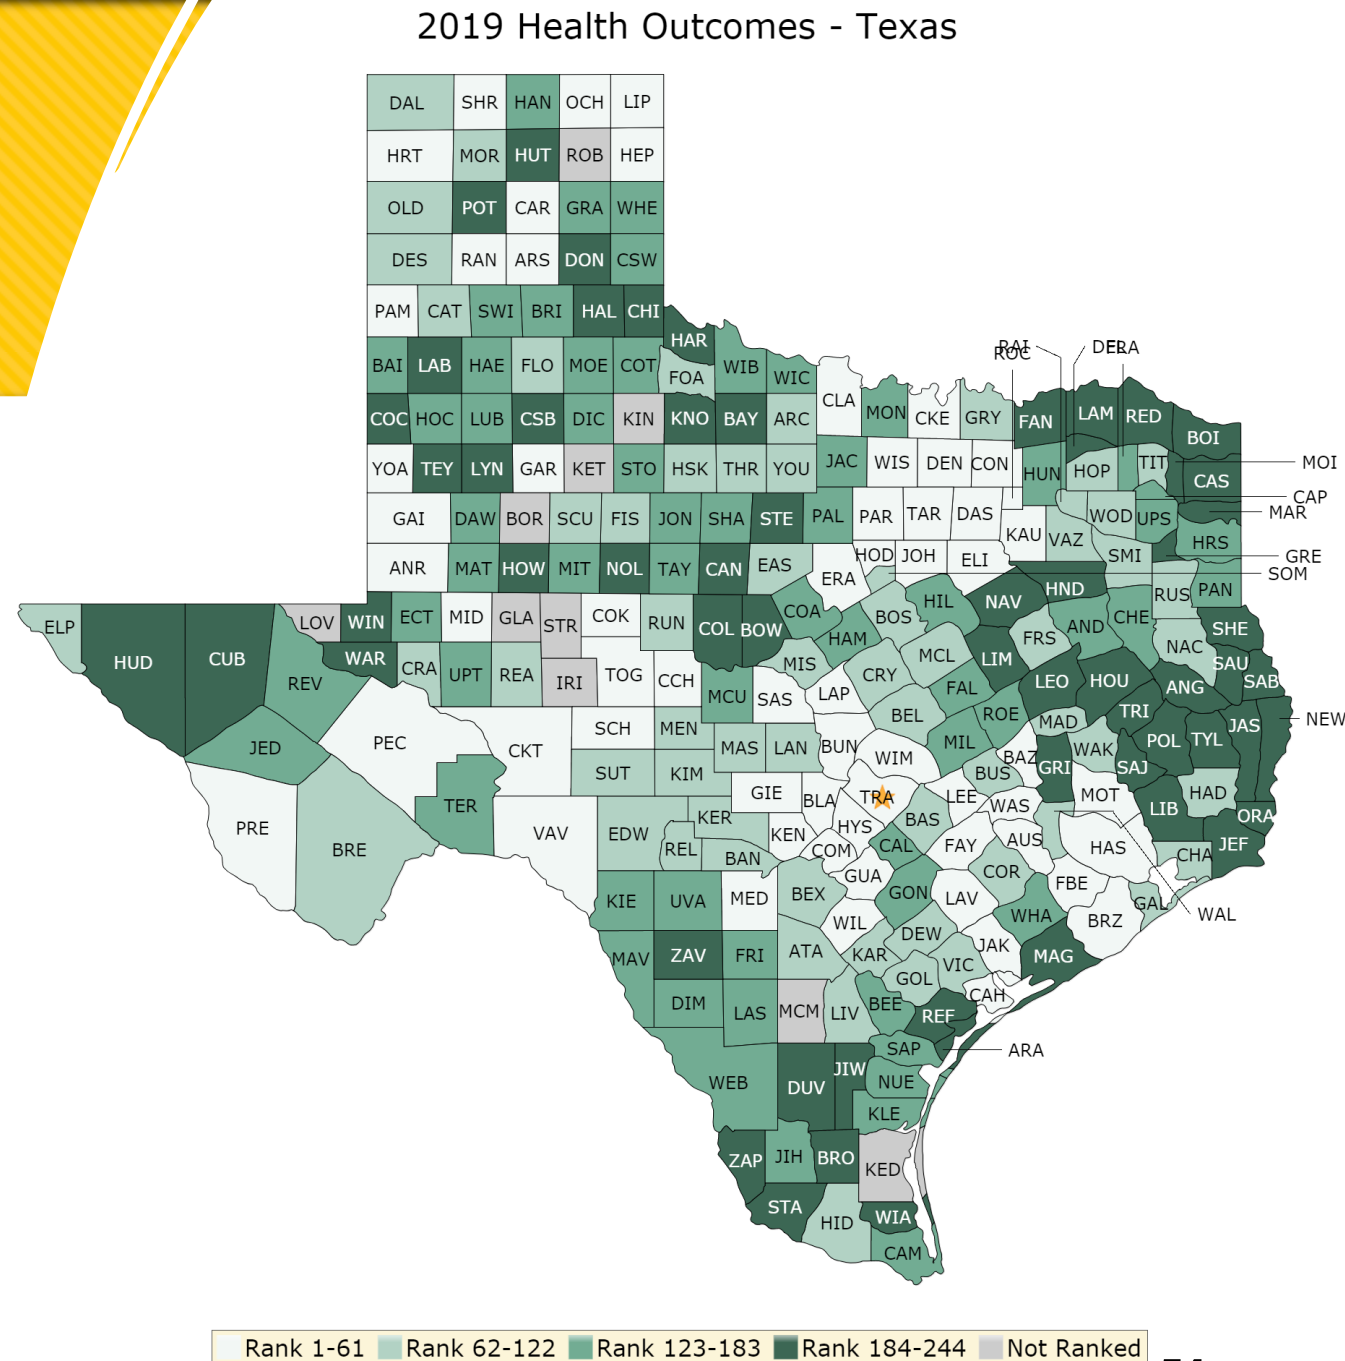 2019 Health Outcomes - Texas
DAL SHR HAN OCH LIP
HRT MOR HUT ROB HEP
OLD POT CAR GRA WHE
DES RAN ARS DON CSW
PAM CAT SWI BRI HAL CHI
HAR
BAI LAB HAE FLO MOE COT FOA WIB WIC
RAI
ROC
DEL
FRA
COC HOC LUB CSB DIC KIN KNO BAY ARC CLA MON CKE GRY FAN LAM RED BOI
YOA TEY LYN GAR KET STO HSK THR YOU JAC WIS DEN CON HUN HOP TIT CAS MOI
CAP
MAR
GAI DAW BOR SCU FIS JON SHA STE PAL PAR TAR DAS KAU VAZ WOD UPS HRS
GRE
SOM
ANR MAT HOW MIT NOL TAY CAN EAS ERA HOD JOH ELI SMI
HND RUS PAN
ELP LOV WIN ECT MID GLA STR COK RUN COL BOW COA HAM BOS HIL NAV AND CHE SHE
HUD CUB REV WAR CRA UPT REA IRI TOG CCH MIS CRY MCL LIM FRS NAC SAU SAB
MCU SAS LAP FAL LEO HOU ANG
JED PEC CKT SCH MEN BEL ROE MAD TRI JAS NEW
MAS LAN BUN WIM MIL BAZ WAK POL TYL
SUT KIM BUS GRI SAJ
TER GIE BLA TRA LEE WAS MOT LIB HAD ORA
PRE BRE VAV EDW KER KEN HYS BAS AUS HAS JEF
REL BAN COM CAL FAY CHA
KIE UVA MED BEX GUA GON LAV COR FBE GAL WAL
WIL WHA BRZ
MAV ZAV FRI ATA KAR DEW JAK MAG
GOL VIC
DIM LAS MCM LIV BEE CAH
REF
SAP ARA
WEB DUV JIW NUE
KLE
ZAP JIH BRO KED
STA HID WIA
CAM
Rank 1-61 Rank 62-122 Rank 123-183 Rank 184-244 Not Ranked